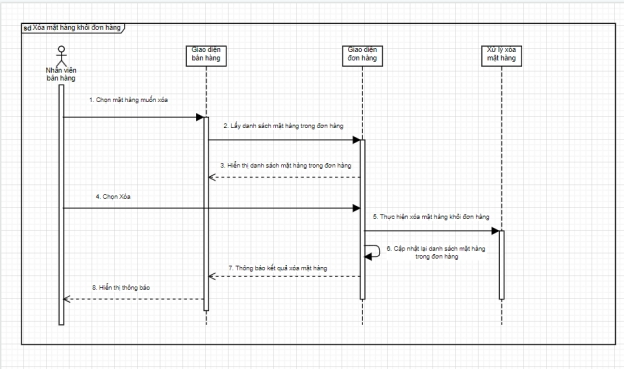 sd Xóa mặt hàng khỏi đơn hàng
Nhân viên
bán hàng
Giao diện
bán hàng
Giao diện
đơn hàng
Xử lý xóa
mặt hàng
1. Chọn mặt hàng muốn xóa
2. Lấy danh sách mặt hàng trong đơn hàng
3. Hiển thị danh sách mặt hàng trong đơn hàng
4. Chọn Xóa
5. Thực hiện xóa mặt hàng khỏi đơn hàng
6. Cập nhật lại danh sách mặt hàng
trong đơn hàng
7. Thông báo kết quả xóa mặt hàng
8. Hiển thị thông báo